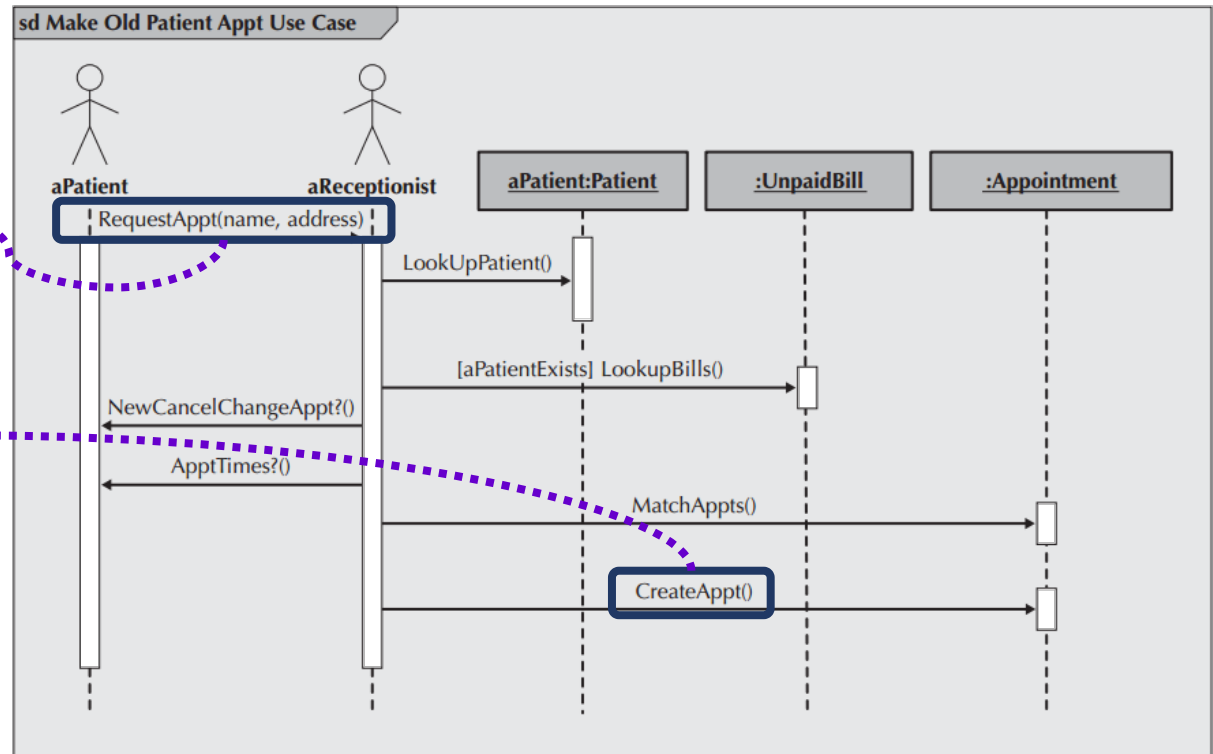 sd Make Old Patient Appt Use Case
aPatient
aReceptionist
aPatient:Patient
:UnpaidBill
:Appointment
RequestAppt(name, address)
LookUpPatient()
[aPatientExists] LookupBills()
NewCancelChangeAppt?()
ApptTimes?()
MatchAppts()
CreateAppt()